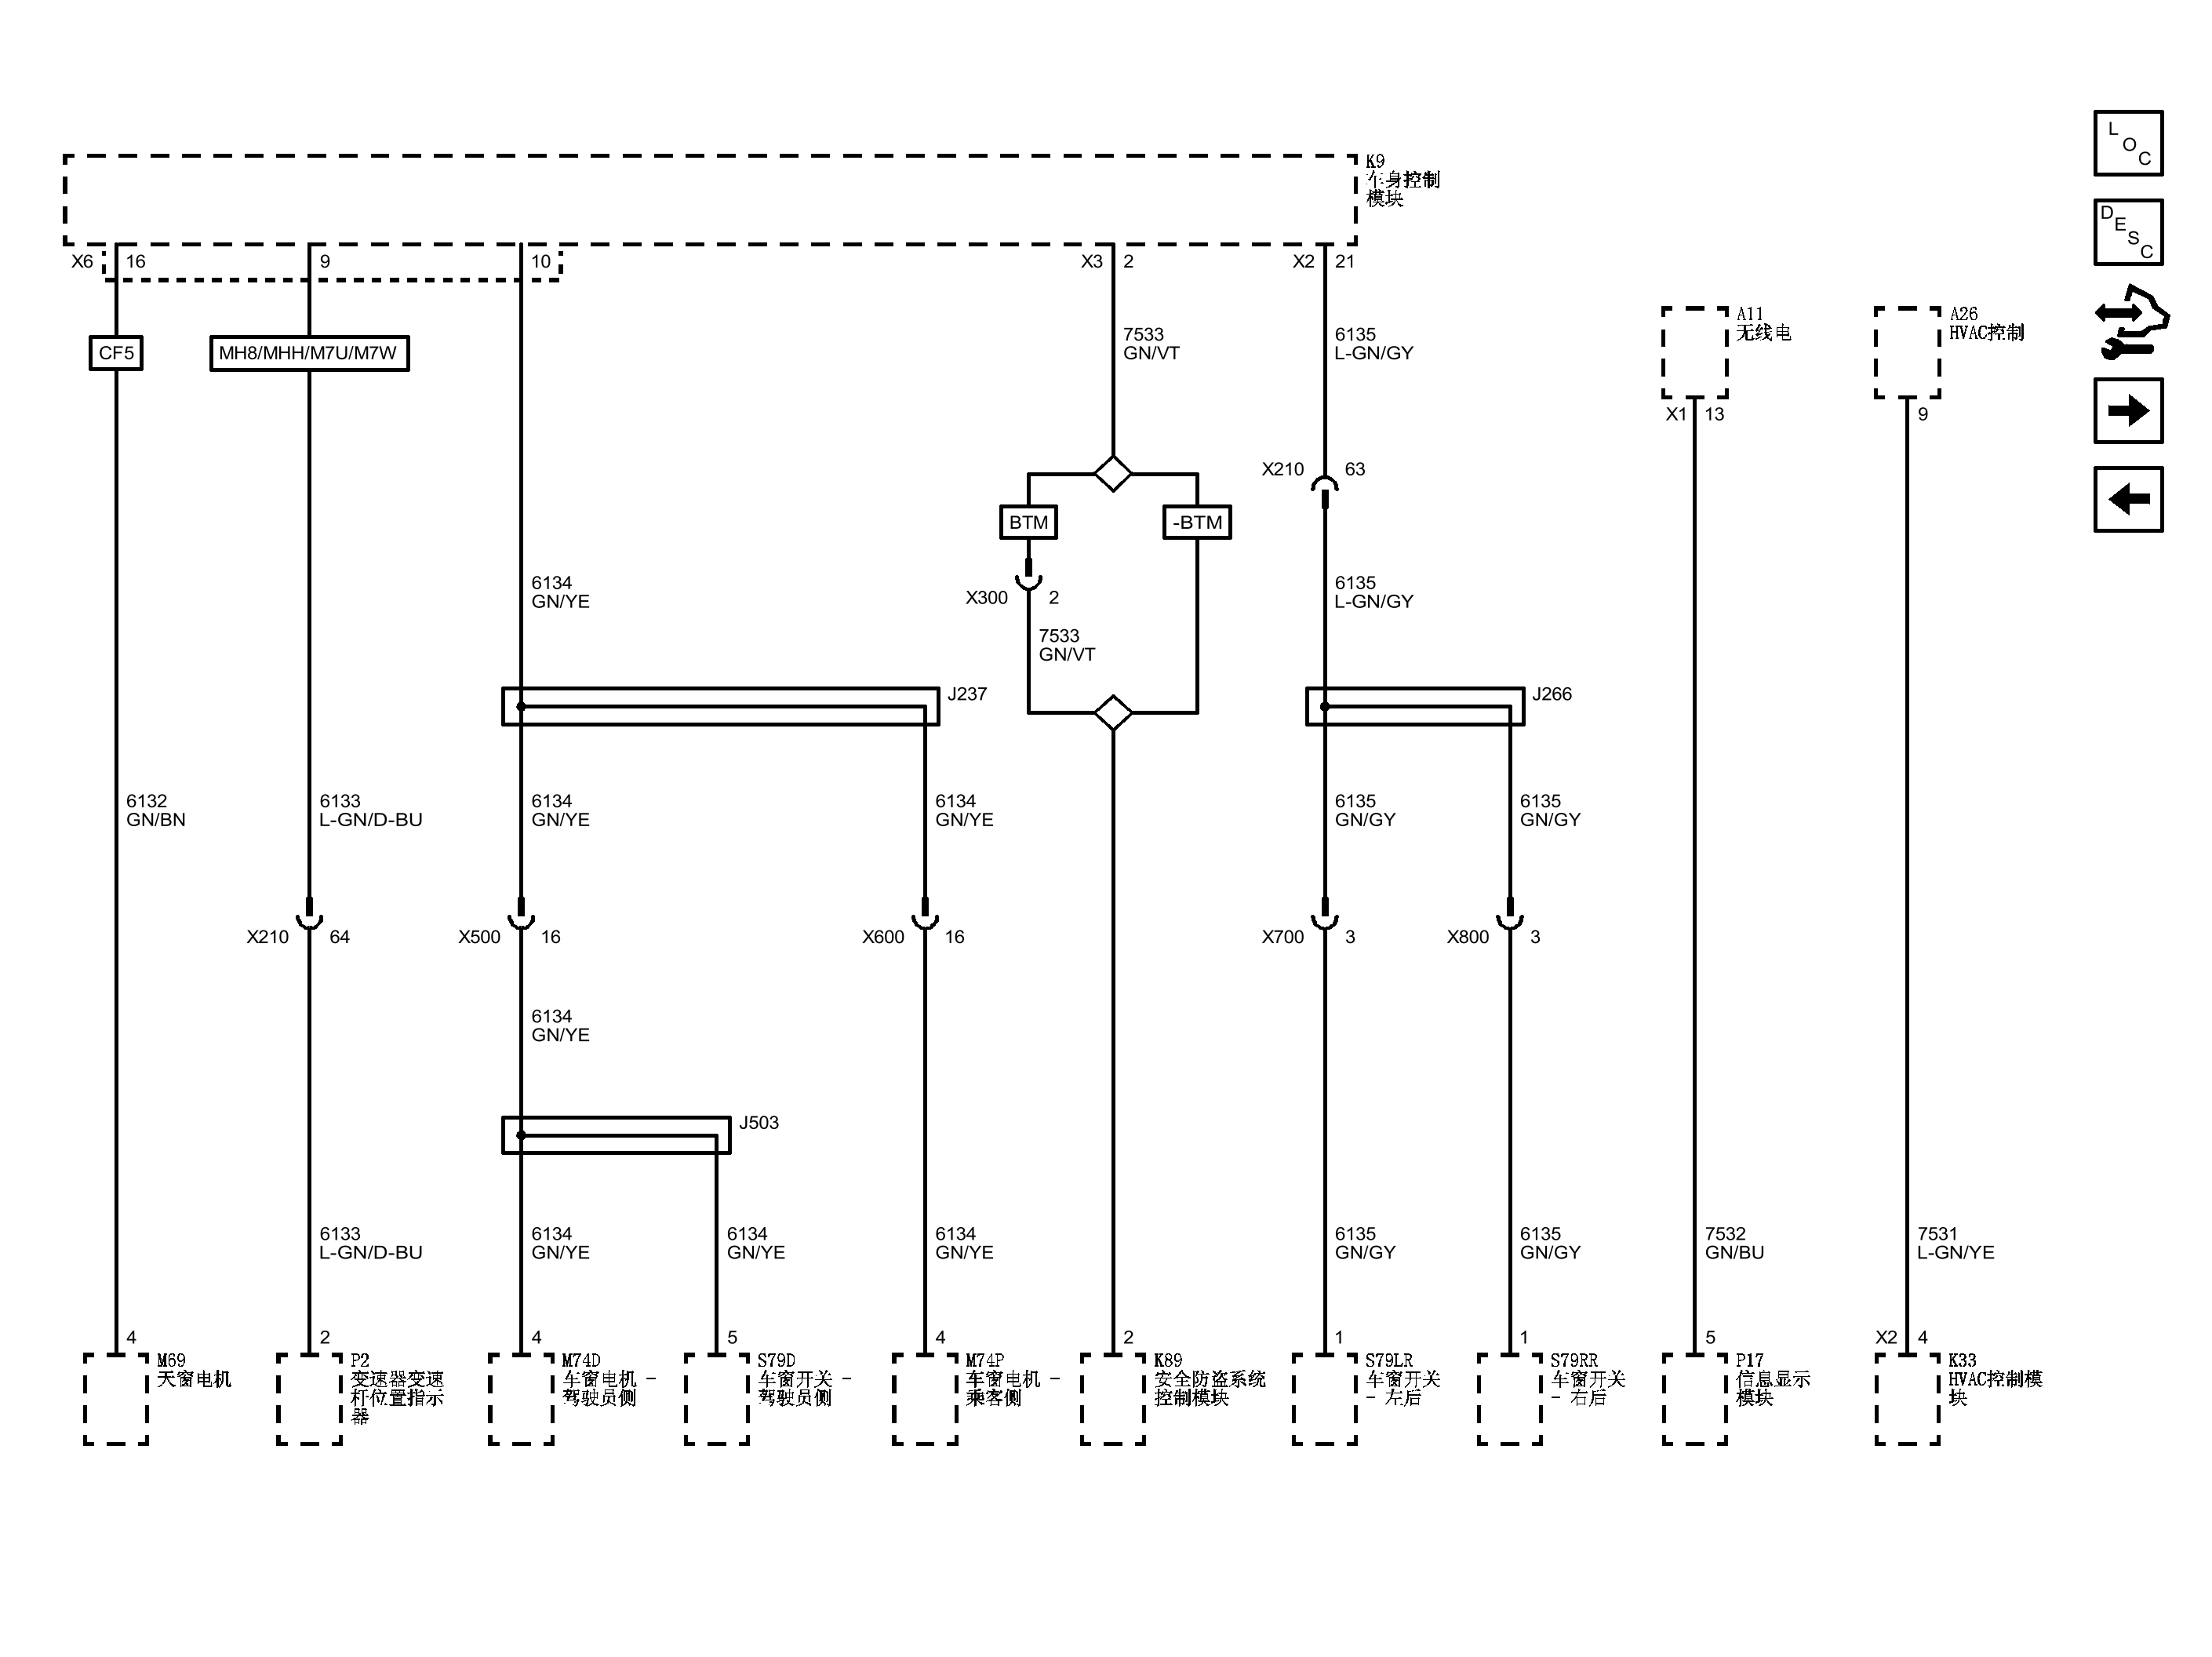 L
O
C
K9
车身控制
模块
D
E
S
C
X6 16 9 10 X3 2 X2 21
A11
无线电
A26
HVAC控制
CF5 MH8/MHH/M7U/M7W
7533
GN/VT
6135
L-GN/GY
X1 13 9
X210 63
BTM -BTM
6134
GN/YE
X300 2
6135
L-GN/GY
7533
GN/VT
J237 J266
6132
GN/BN
6133
L-GN/D-BU
6134
GN/YE
6134
GN/YE
6135
GN/GY
6135
GN/GY
X210 64 X500 16 X600 16 X700 3 X800 3
6134
GN/YE
J503
6133
L-GN/D-BU
6134
GN/YE
6134
GN/YE
6134
GN/YE
6135
GN/GY
6135
GN/GY
7532
GN/BU
7531
L-GN/YE
4 2 4 5 4 2 1 1 5 X2 4
M69
天窗电机
P2
变速器变速
杆位置指示
器
M74D
车窗电机 -
驾驶员侧
S79D
车窗开关 -
驾驶员侧
M74P
车窗电机 -
乘客侧
K89
安全防盗系统
控制模块
S79LR
车窗开关
- 左后
S79RR
车窗开关
- 右后
P17
信息显示
模块
K33
HVAC控制模
块